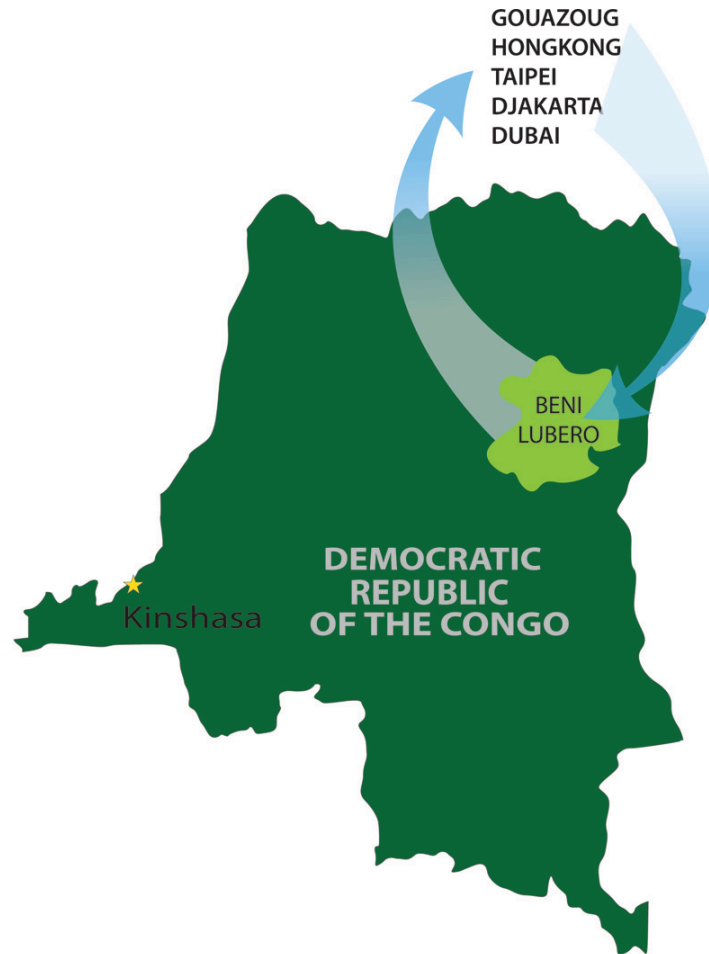 GOUAZOUG
HONGKONG
TAIPEI
DJAKARTA
DUBAI
BENI
LUBERO
DEMOCRATIC
REPUBLIC
OF THE CONGO
Kinshasa